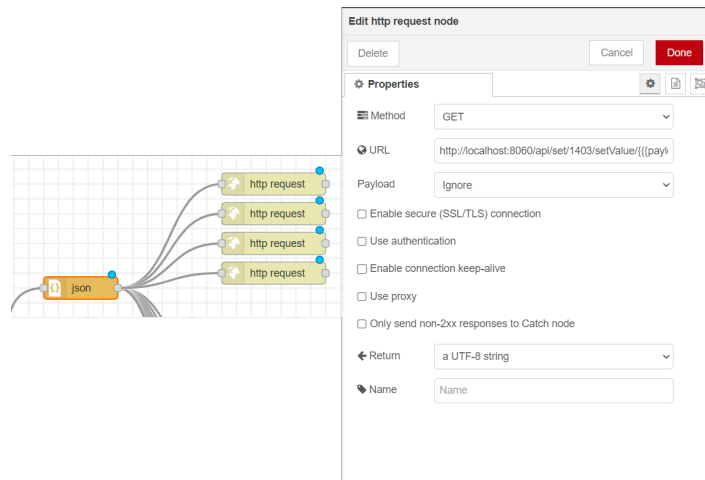 Edit http request node
Delete
Cancel
Done
Properties
Method
GET
URL
http://localhost:8060/api/set/1403/setValue/{{{payl
Payload
Ignore
Enable secure (SSL/TLS) connection
Use authentication
Enable connection keep-alive
Use proxy
Only send non-2xx responses to Catch node
Return
a UTF-8 string
Name
Name
http request
http request
http request
http request
{} json